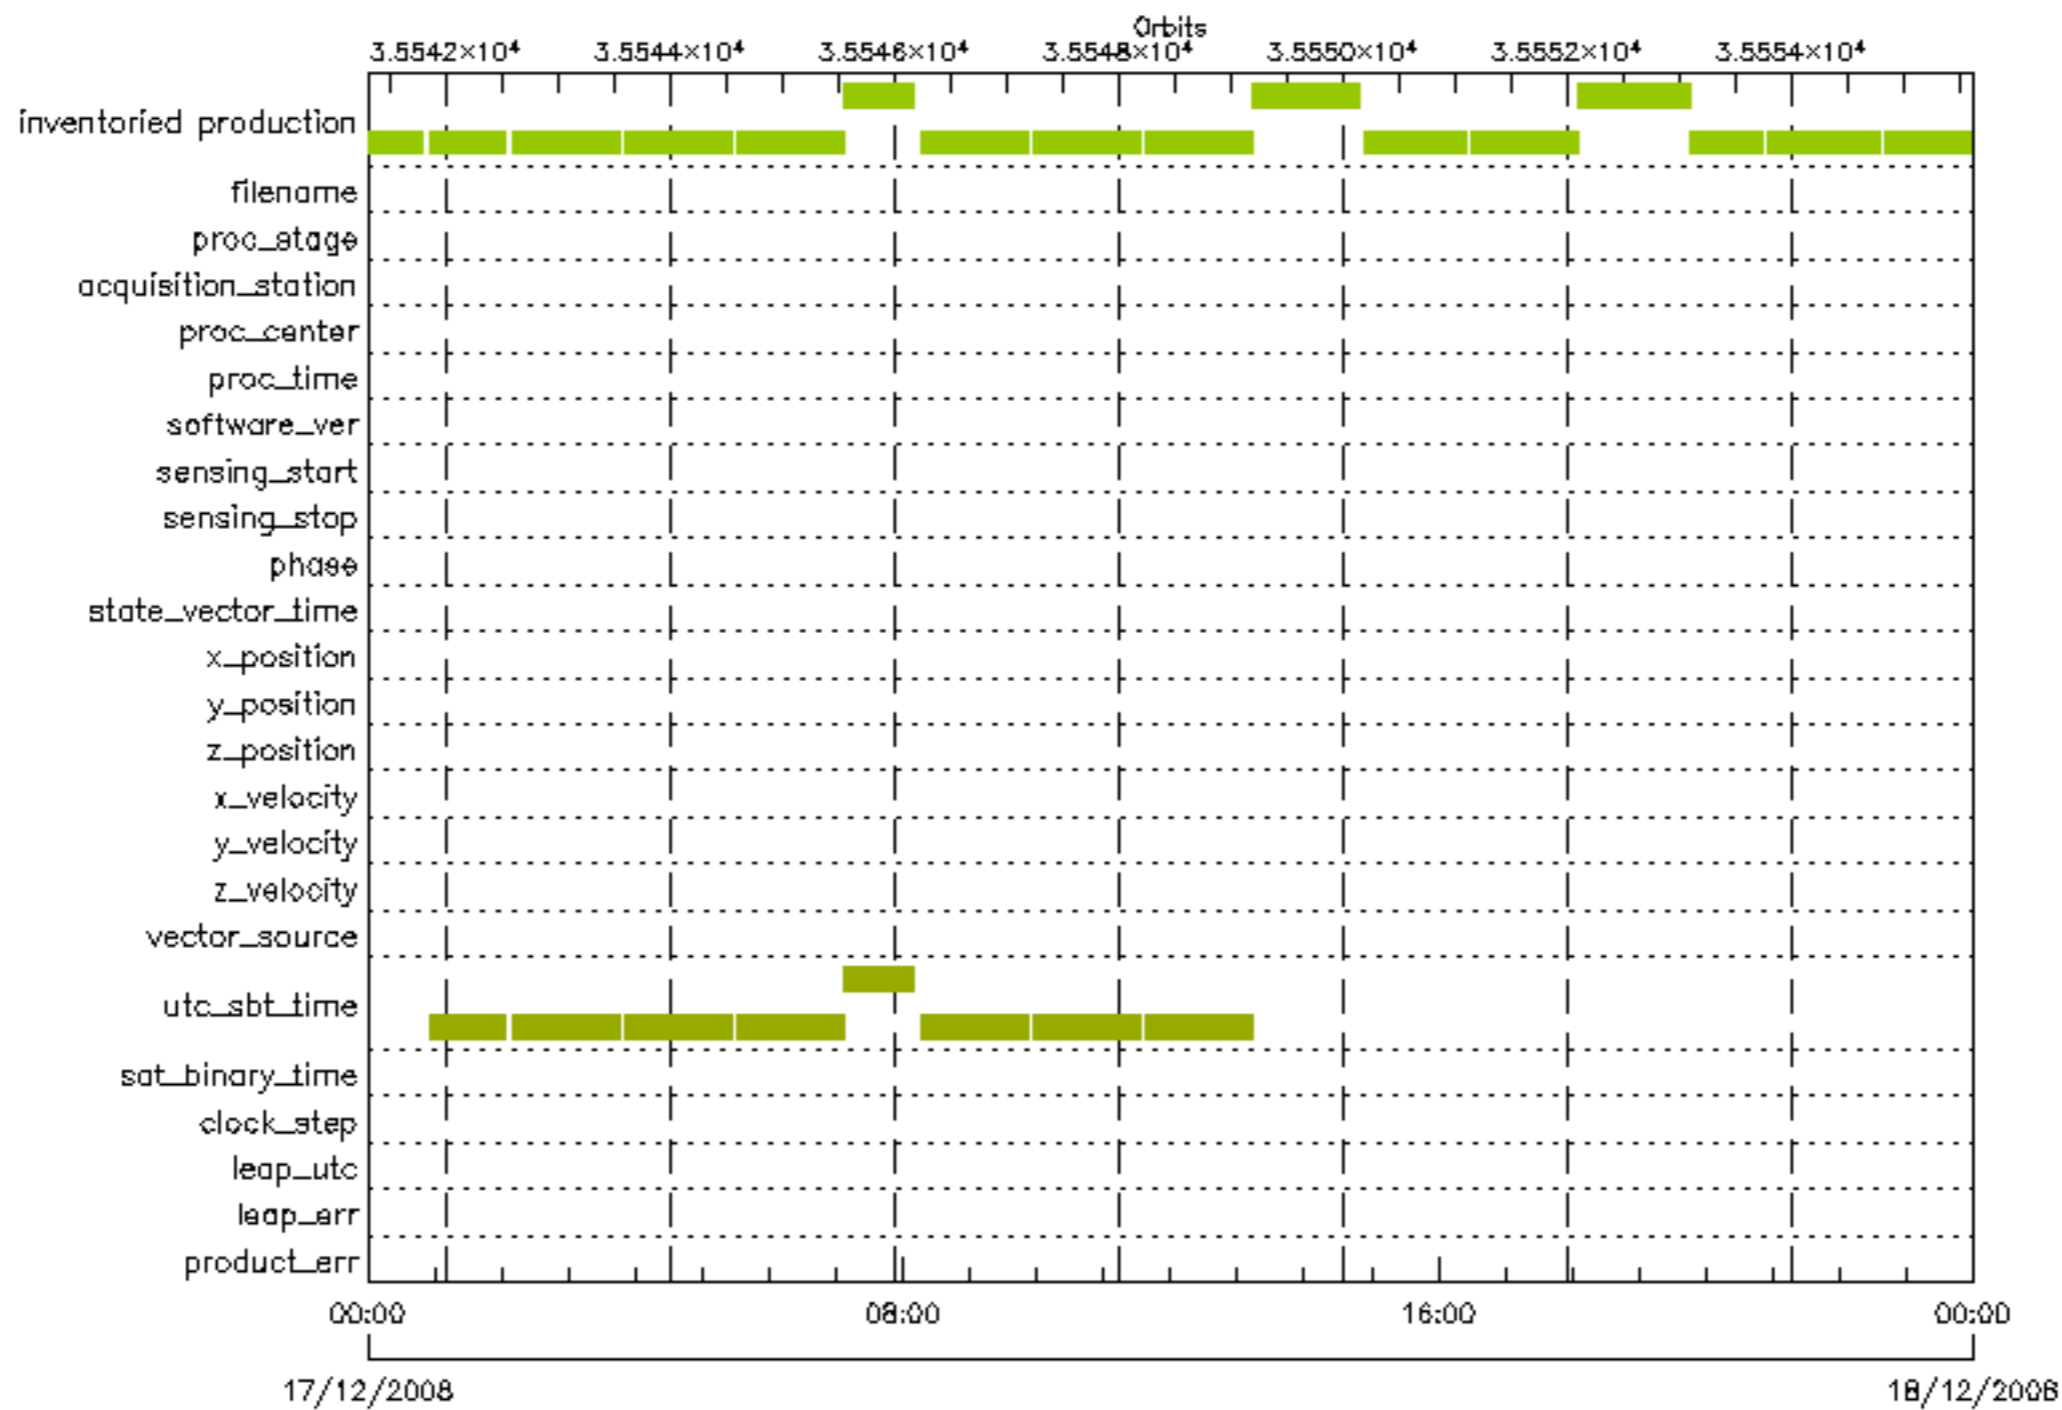 Orbits
3.5542×10⁴ 3.5544×10⁴ 3.5546×10⁴ 3.5548×10⁴ 3.5550×10⁴ 3.5552×10⁴ 3.5554×10⁴
inventoried production
filename
proc_stage
acquisition_station
proc_center
proc_time
software_ver
sensing_start
sensing_stop
phase
state_vector_time
x_position
y_position
z_position
x_velocity
y_velocity
z_velocity
vector_source
utc_sbt_time
sat_binary_time
clock_step
leap_utc
leap_err
product_err
00:00 08:00 16:00 00:00
17/12/2008 18/12/2008